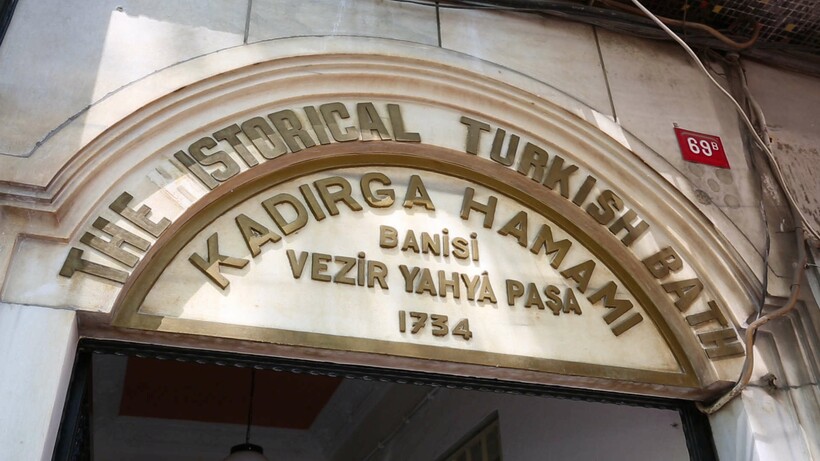 THE HISTORICAL TURKISH BATH
KADIRGA HAMAMI
BANİSİ
VEZİR YAHYÂ PAŞA
1734
69B